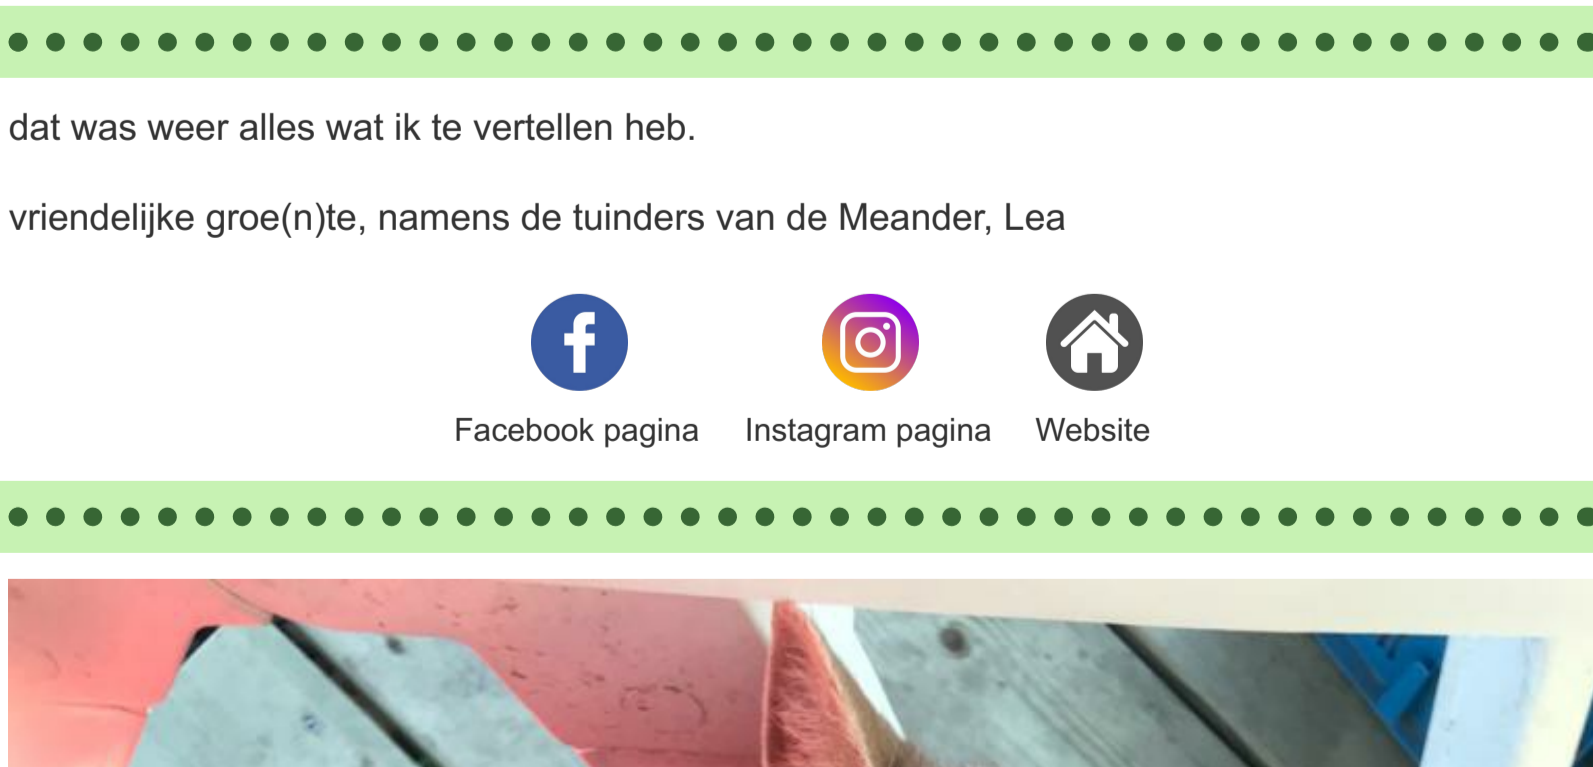 dat was weer alles wat ik te vertellen heb.
vriendelijke groe(n)te, namens de tuinders van de Meander, Lea
Facebook pagina
Instagram pagina
Website